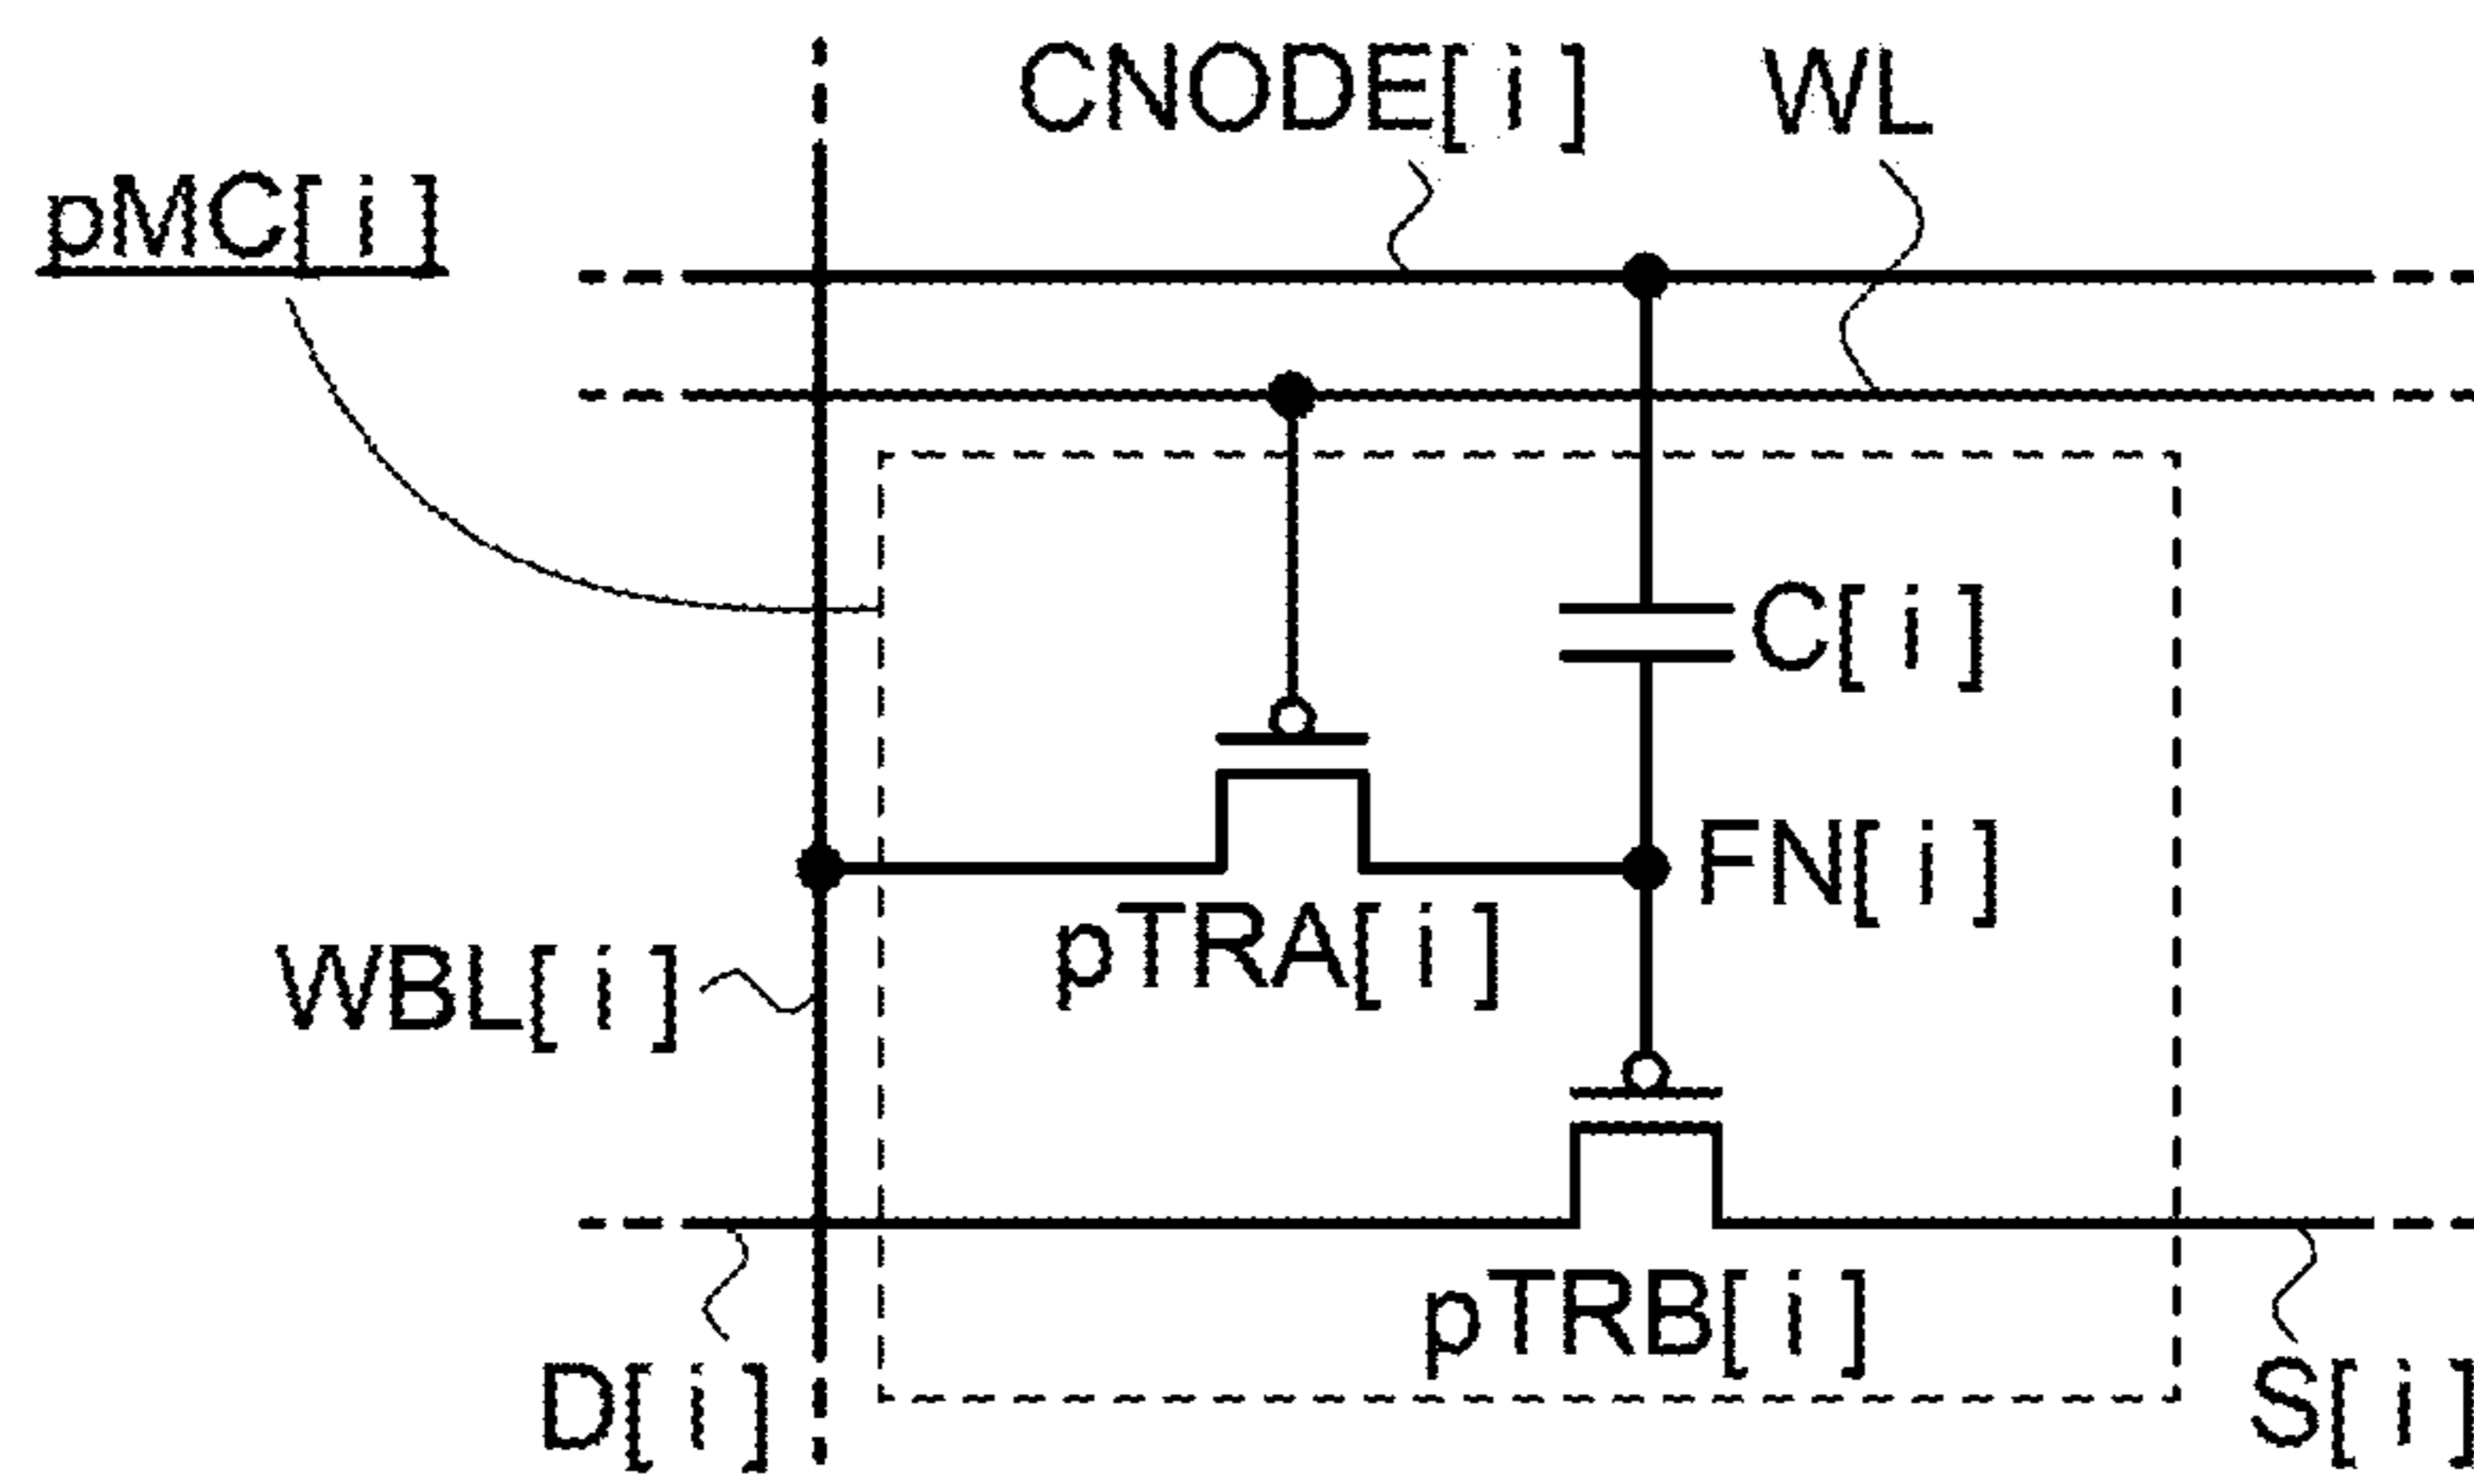 CNODE[ i ] WL
pMC[ i ]
C[ i ]
FN[ i ]
pTRA[ i ]
WBL[ i ]
pTRB[ i ]
D[ i ]
S[ i ]